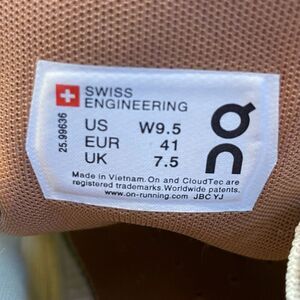 SWISS
ENGINEERING
25.99636
US W9.5
EUR 41
UK 7.5
Made in Vietnam. On and CloudTec are
registered trademarks. Worldwide patents.
www.on-running.com JBC YJ